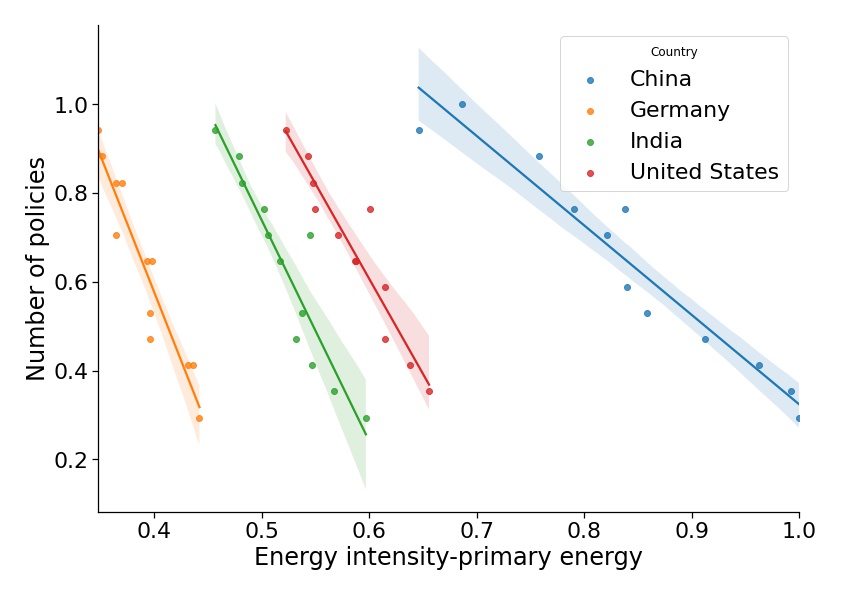 Country
China
Germany
India
United States
1.0
0.8
0.6
0.4
0.2
Number of policies
0.4 0.5 0.6 0.7 0.8 0.9 1.0
Energy intensity-primary energy